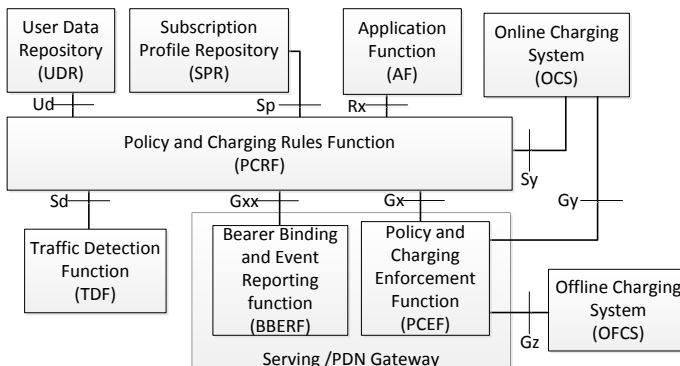 User Data
Repository
(UDR)
Subscription
Profile Repository
(SPR)
Application
Function
(AF)
Online Charging
System
(OCS)
Ud
Sp
Rx
Policy and Charging Rules Function
(PCRF)
Sy
Sd
Gxx
Gx
Gy
Traffic Detection
Function
(TDF)
Bearer Binding
and Event
Reporting
function
(BBERF)
Policy and
Charging
Enforcement
Function
(PCEF)
Offline Charging
System
(OFCS)
Gz
Serving /PDN Gateway